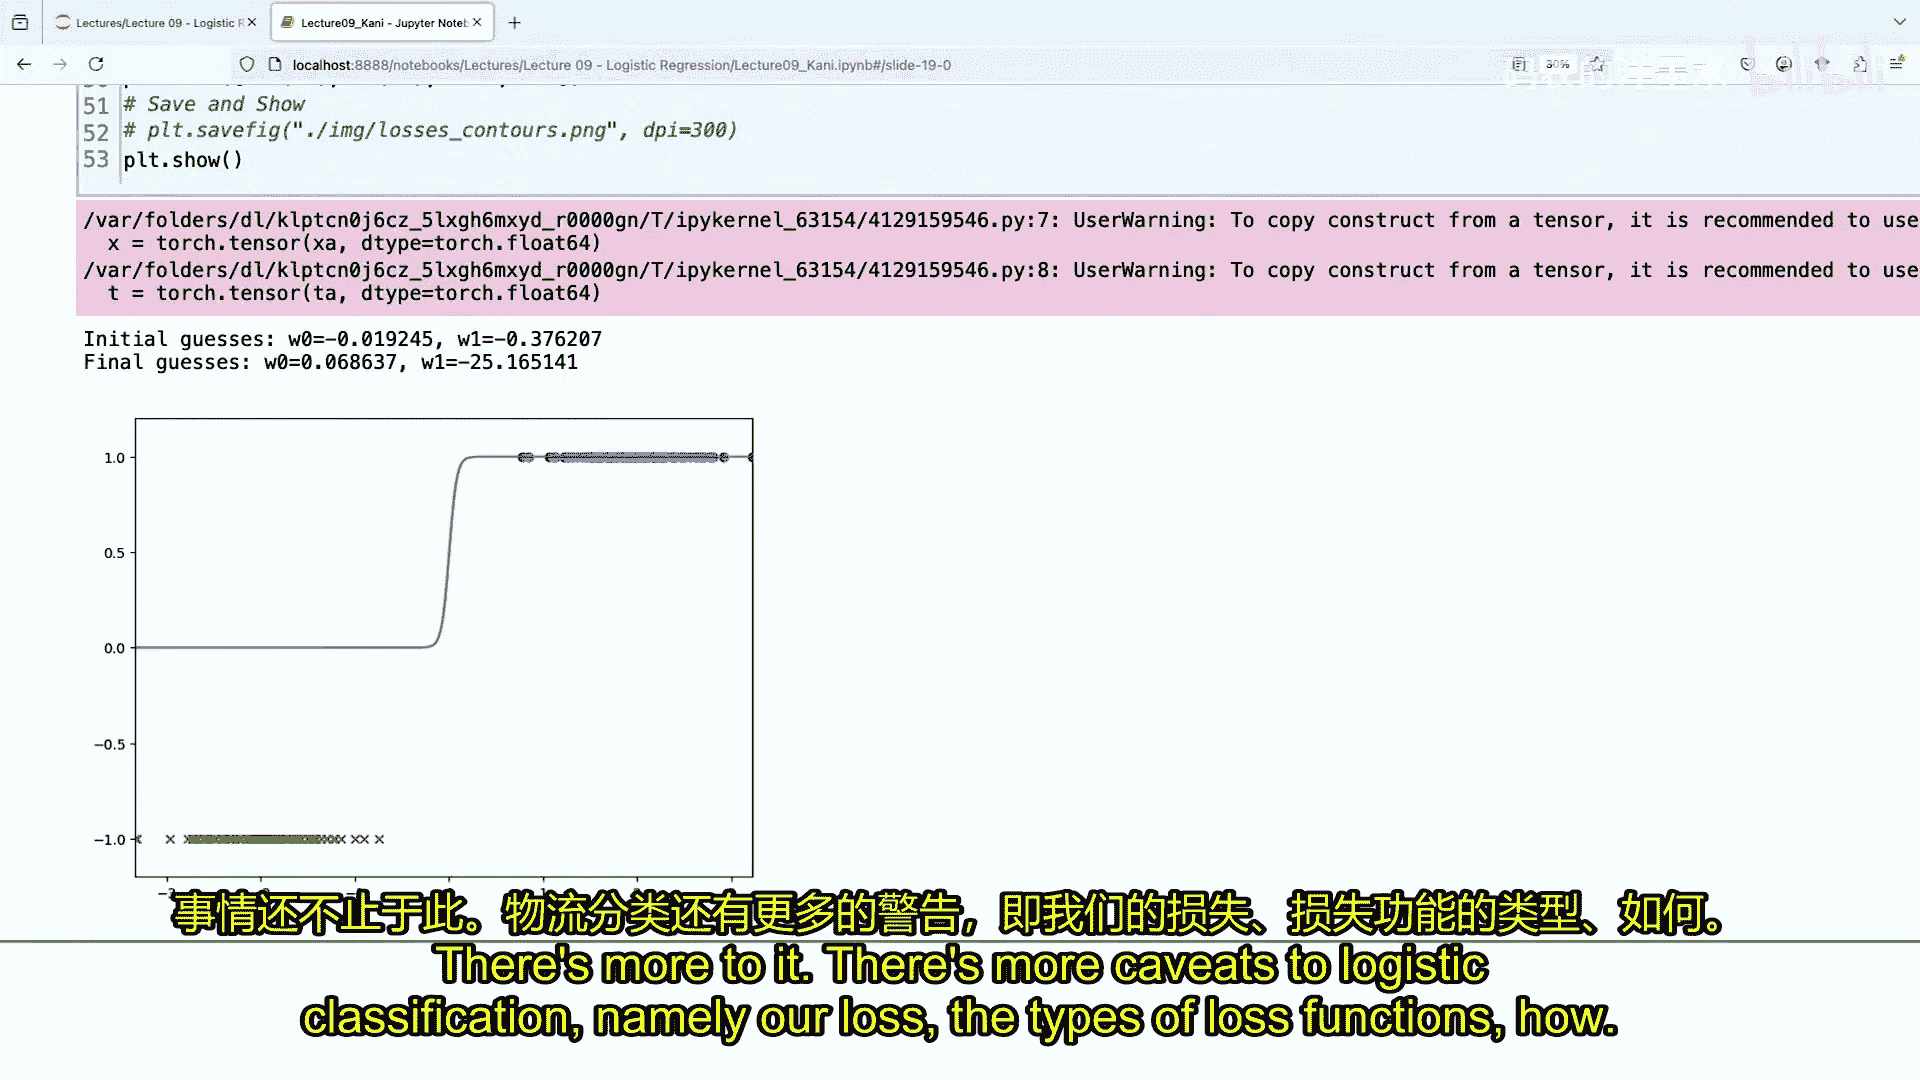 Lectures/Lecture 09 - Logistic R
Lecture09_Kani - Jupyter Noteb
localhost:8888/notebooks/Lectures/Lecture 09 - Logistic Regression/Lecture09_Kani.ipynb#/slide-19-0
30%
51 # Save and Show
52 # plt.savefig("./img/losses_contours.png", dpi=300)
53 plt.show()
/var/folders/dl/klptcn0j6cz_5lxgh6mxyd_r0000gn/T/ipykernel_63154/4129159546.py:7: UserWarning: To copy construct from a tensor, it is recommended to use
x = torch.tensor(xa, dtype=torch.float64)
/var/folders/dl/klptcn0j6cz_5lxgh6mxyd_r0000gn/T/ipykernel_63154/4129159546.py:8: UserWarning: To copy construct from a tensor, it is recommended to use
t = torch.tensor(ta, dtype=torch.float64)
Initial guesses: w0=-0.019245, w1=-0.376207
Final guesses: w0=0.068637, w1=-25.165141
1.0
0.5
0.0
-0.5
-1.0
事情还不止于此。物流分类还有更多的警告，即我们的损失、损失功能的类型、如何。
There's more to it. There's more caveats to logistic
classification, namely our loss, the types of loss functions, how.